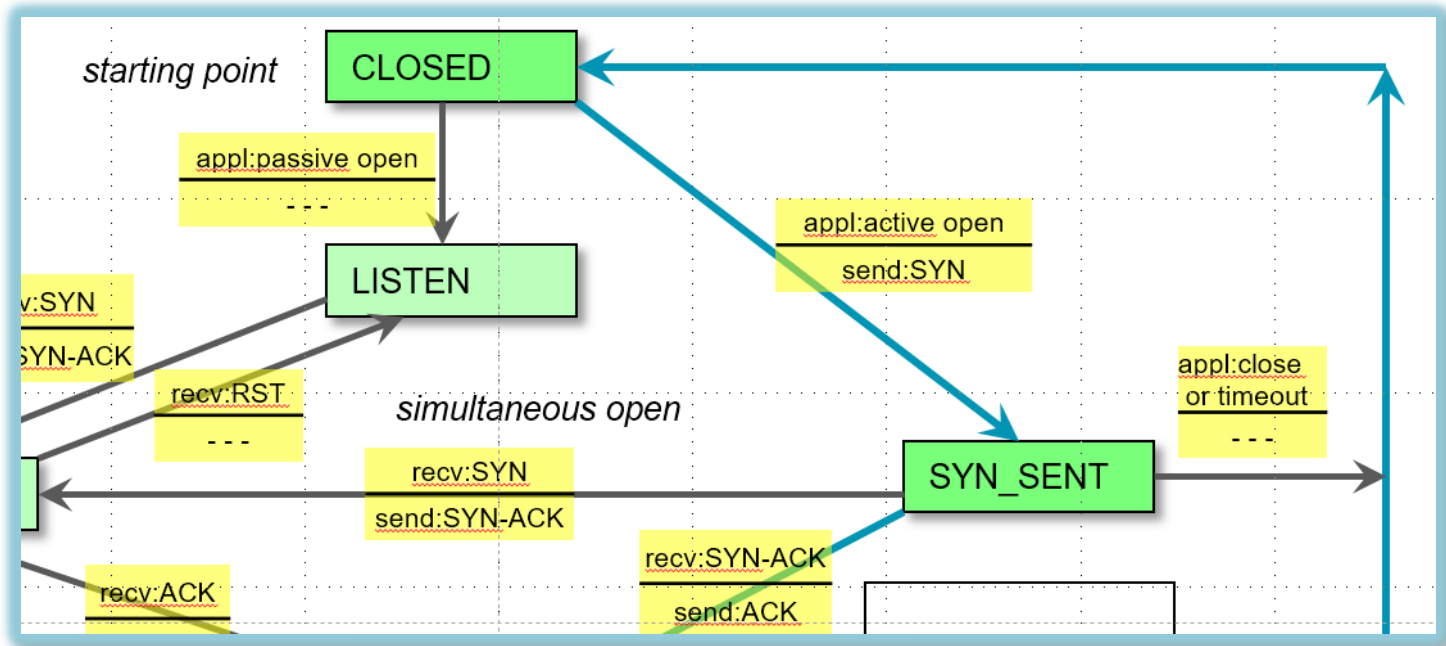 starting point
CLOSED
appl:passive open
- - -
appl:active open
send:SYN
LISTEN
v:SYN
SYN-ACK
recv:RST
- - -
simultaneous open
appl:close
or timeout
- - -
SYN_SENT
recv:SYN
send:SYN-ACK
recv:SYN-ACK
send:ACK
recv:ACK